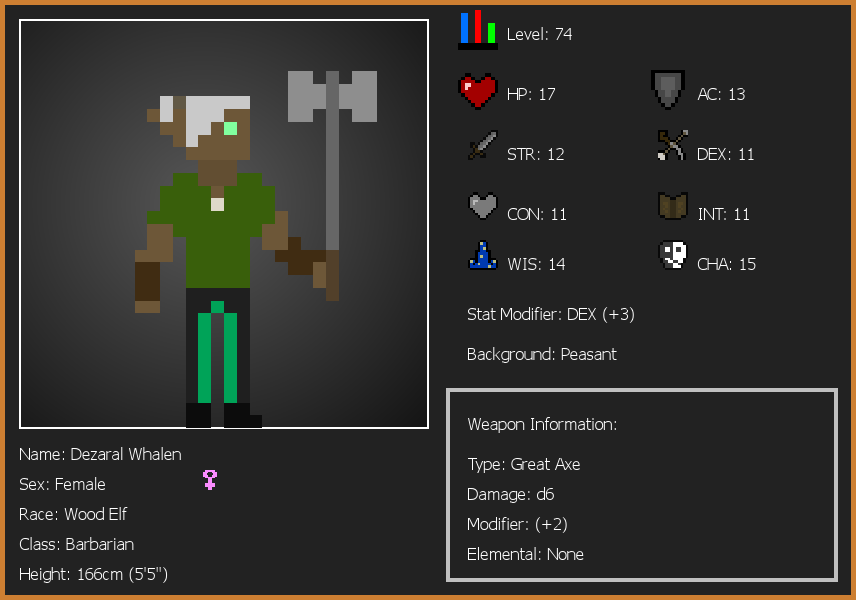 Level: 74
HP: 17
AC: 13
STR: 12
DEX: 11
CON: 11
INT: 11
WIS: 14
CHA: 15
Stat Modifier: DEX (+3)
Background: Peasant
Weapon Information:
Type: Great Axe
Damage: d6
Modifier: (+2)
Elemental: None
Name: Dezaral Whalen
Sex: Female
Race: Wood Elf
Class: Barbarian
Height: 166cm (5'5")